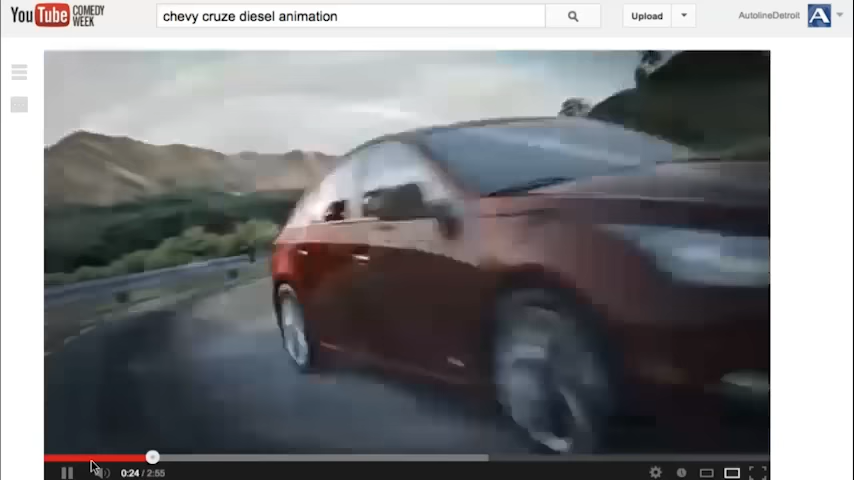 YouTube COMEDY WEEK
chevy cruze diesel animation
Upload
AutolineDetroit
0:24 / 2:55